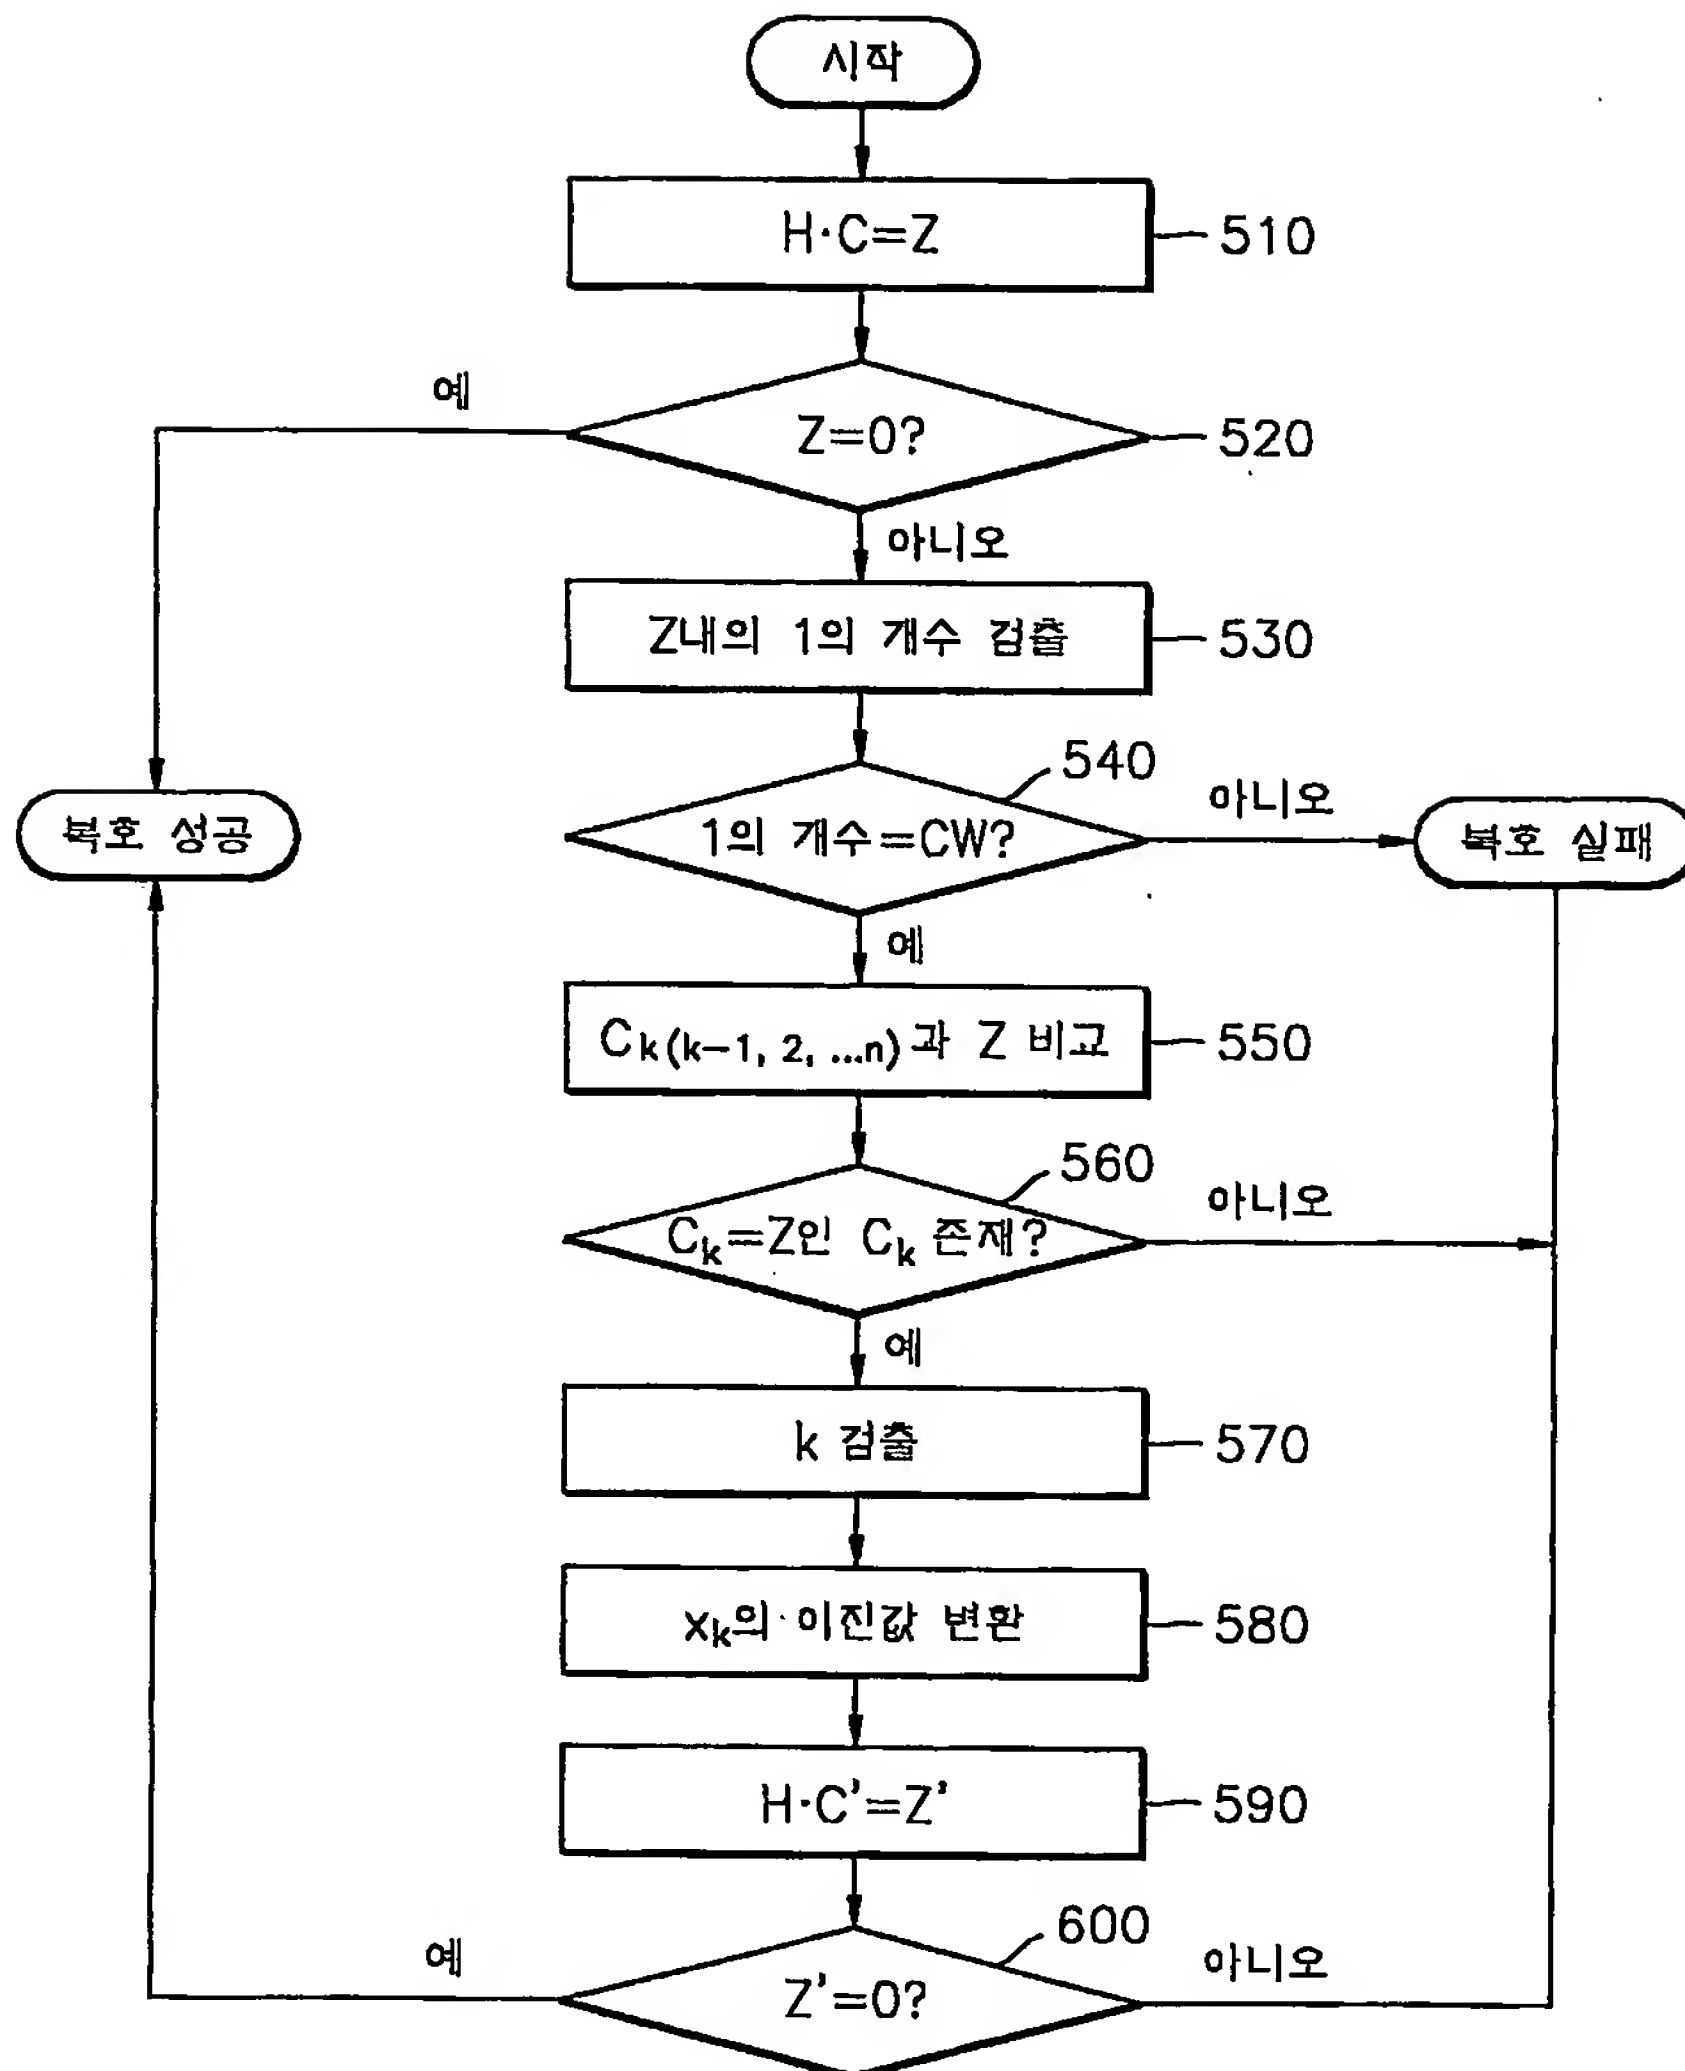 시작
H·C=Z
510
예
Z=0?
520
아니오
Z내의 1의 개수 검출
530
540
1의 개수=CW?
아니오
복호 성공
복호 실패
예
Ck(k-1, 2, ...n)과 Z 비교
550
560
Ck=Z인 Ck 존재?
아니오
예
k 검출
570
xk의 이진값 변환
580
H·C'=Z'
590
600
예
Z'=0?
아니오